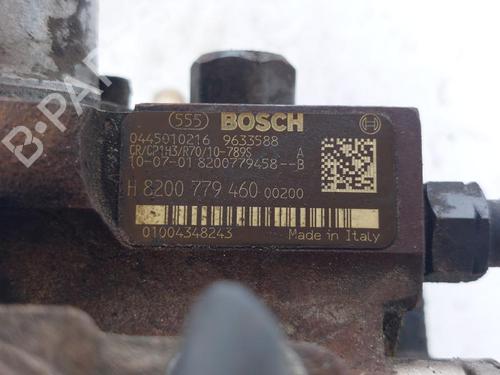 555 BOSCH
0445010216 9633588
CR/CP1H3/R70/10-789S A
10-07-01 8200779458--B
H 8200 779 460 00200
01004348243 Made in Italy
B-PARTS